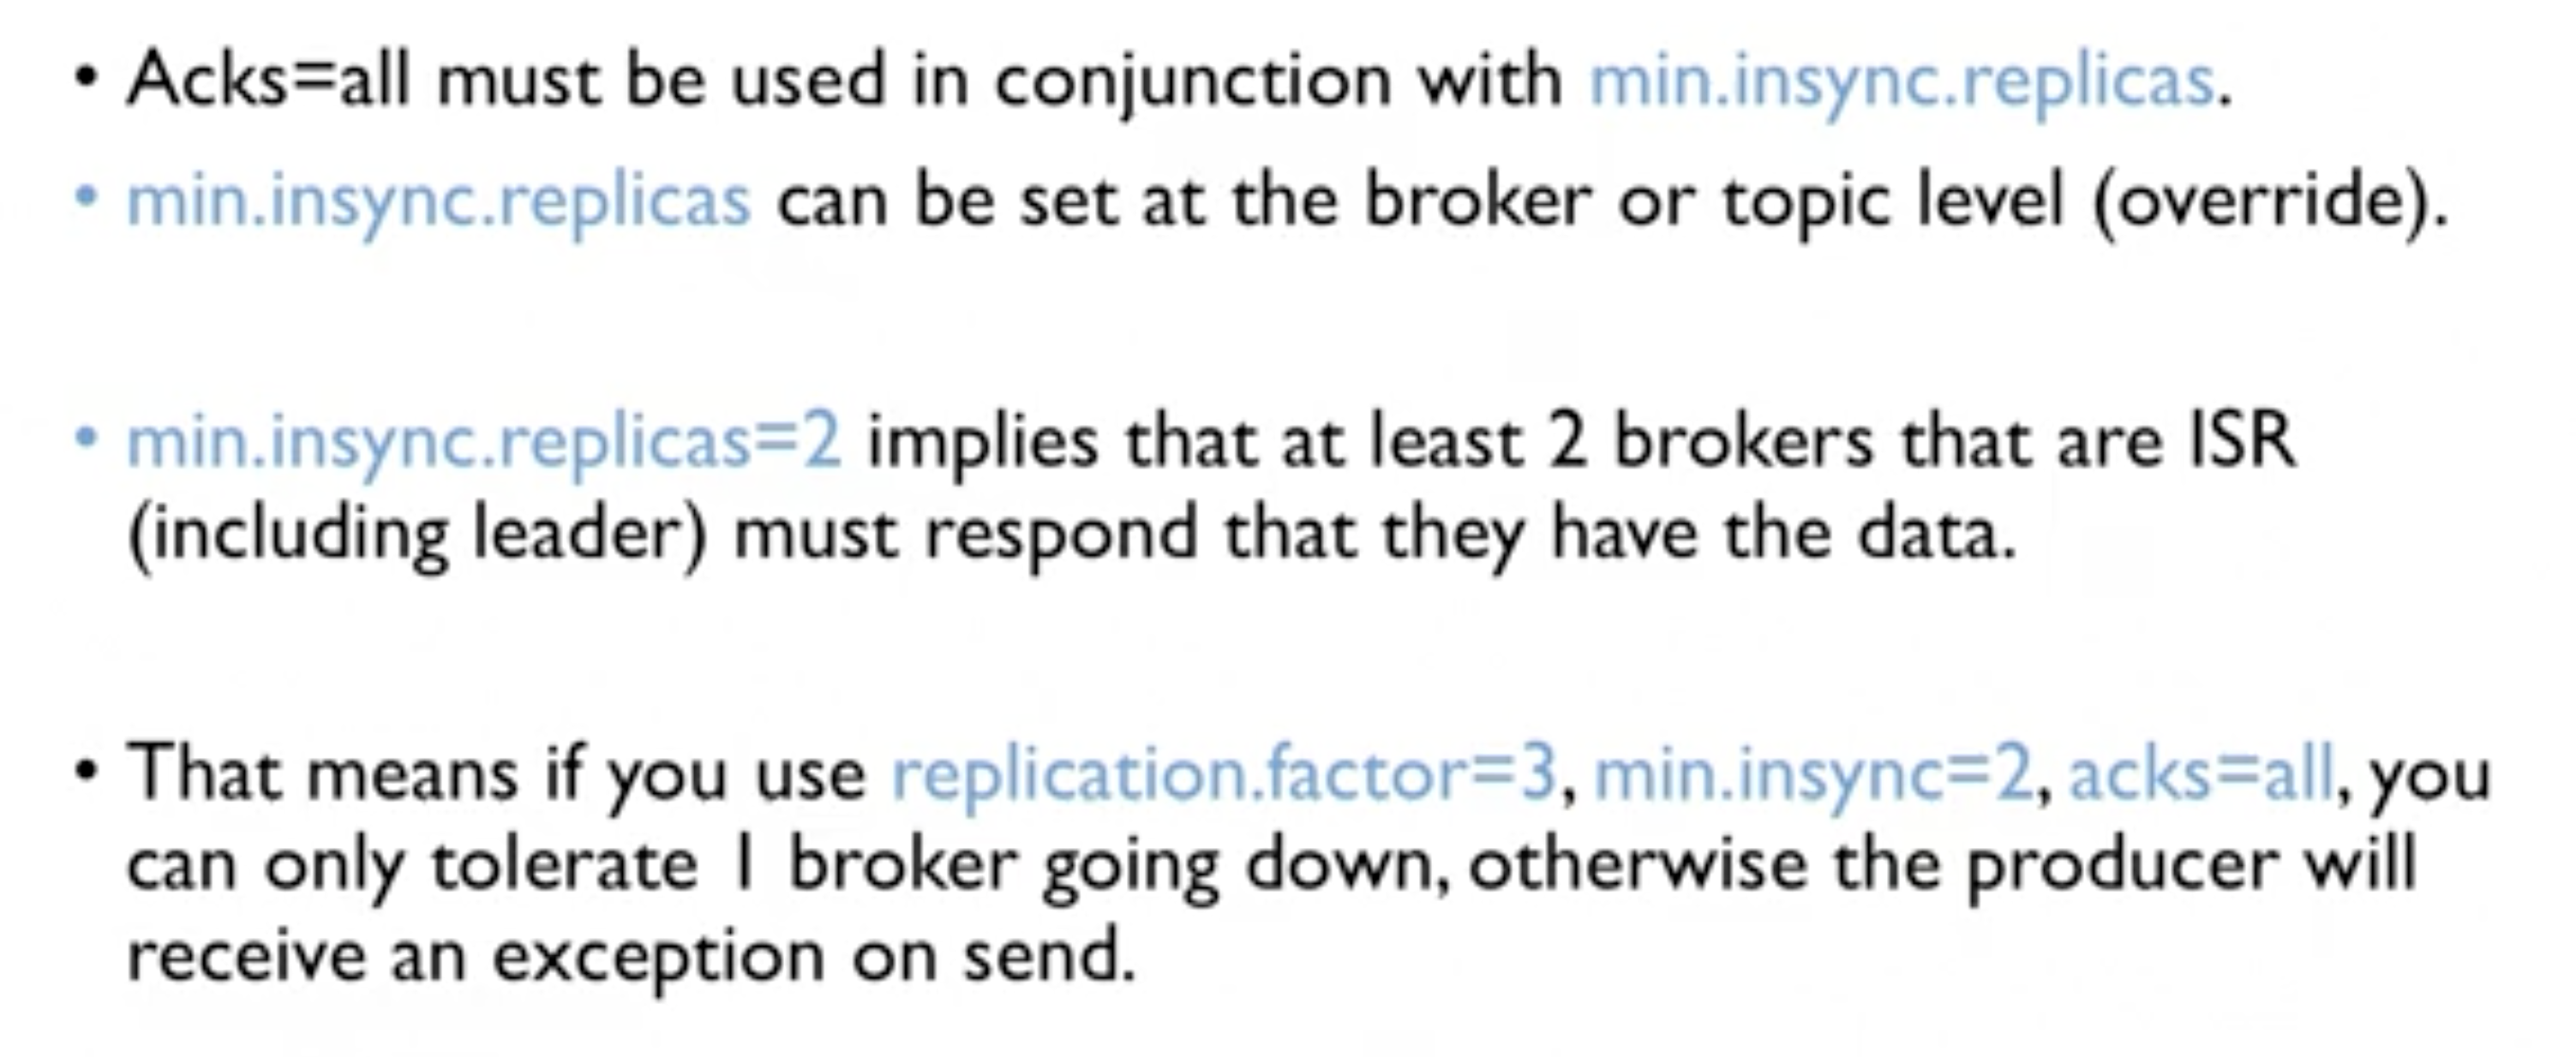 • Acks=all must be used in conjunction with min.insync.replicas.
• min.insync.replicas can be set at the broker or topic level (override).
• min.insync.replicas=2 implies that at least 2 brokers that are ISR
(including leader) must respond that they have the data.
• That means if you use replication.factor=3, min.insync=2, acks=all, you
can only tolerate 1 broker going down, otherwise the producer will
receive an exception on send.